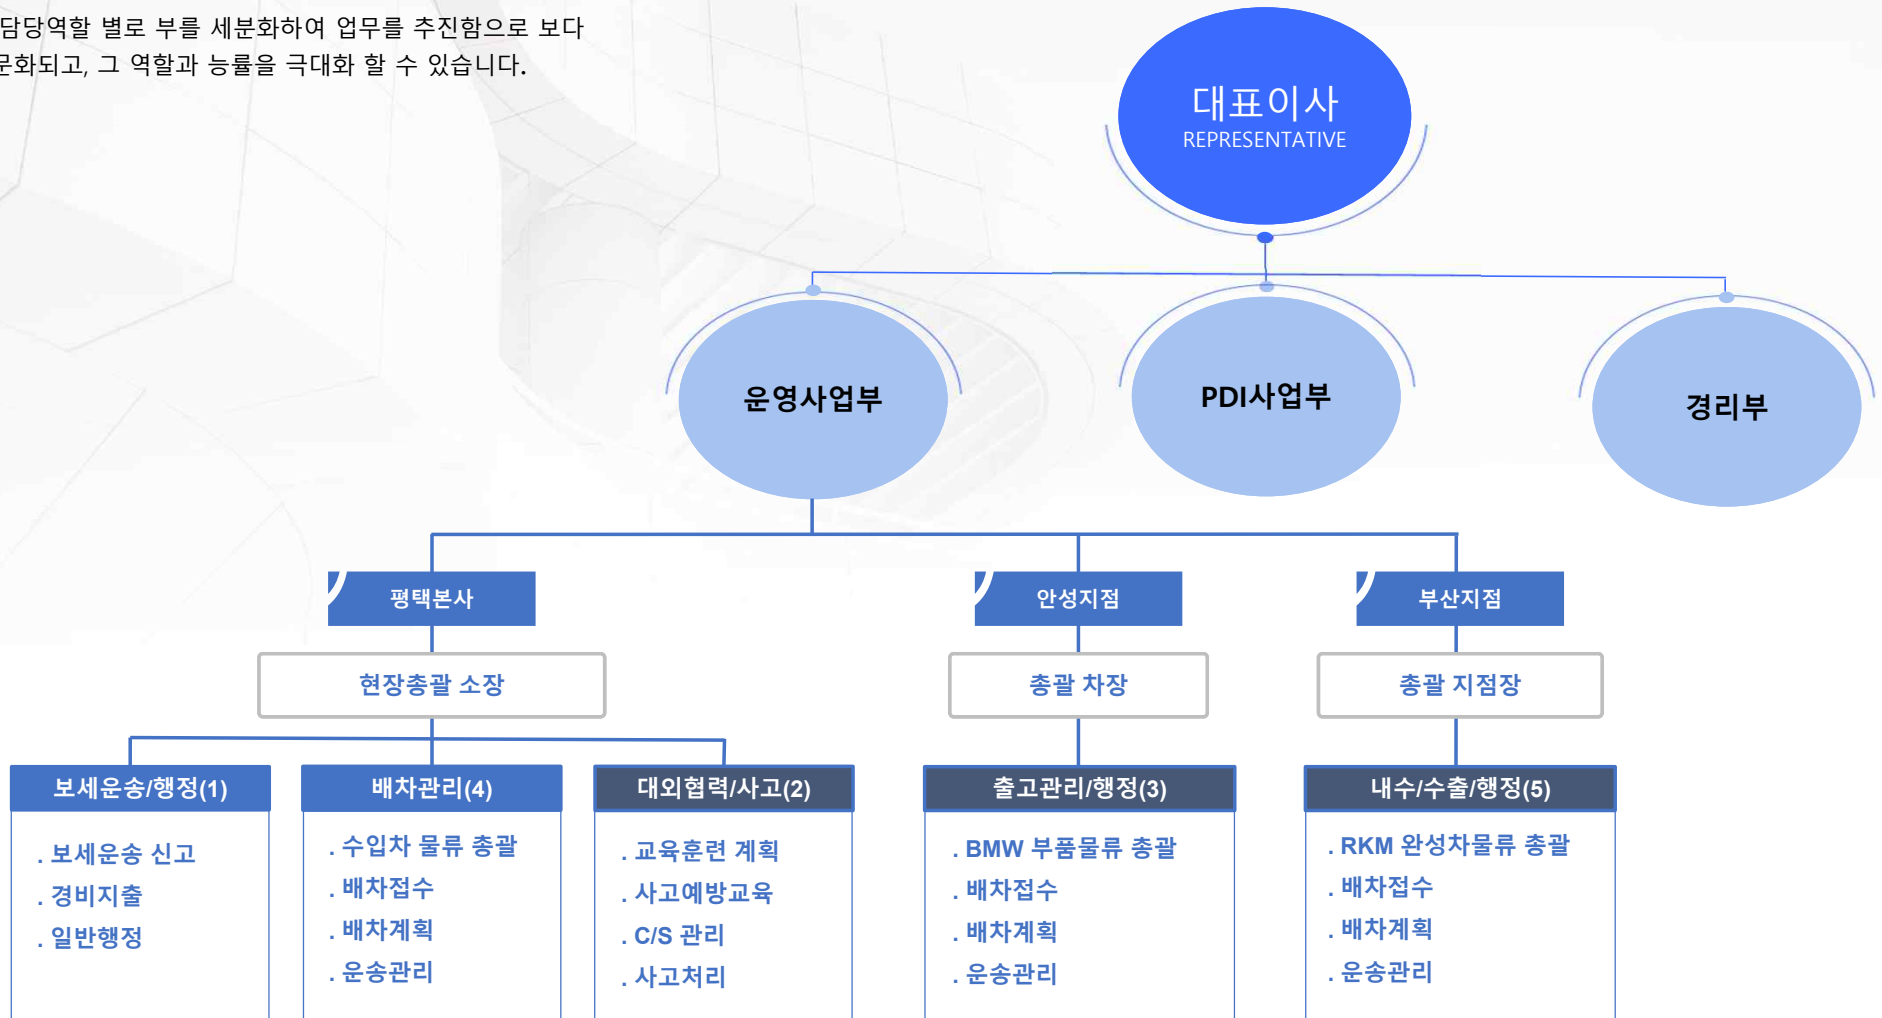 담당역할 별로 부를 세분화하여 업무를 추진함으로 보다
문화되고, 그 역할과 능률을 극대화 할 수 있습니다.
대표이사
REPRESENTATIVE
운영사업부
PDI사업부
경리부
평택본사
안성지점
부산지점
현장총괄 소장
총괄 차장
총괄 지점장
보세운송/행정(1)
. 보세운송 신고
. 경비지출
. 일반행정
배차관리(4)
. 수입차 물류 총괄
. 배차접수
. 배차계획
. 운송관리
대외협력/사고(2)
. 교육훈련 계획
. 사고예방교육
. C/S 관리
. 사고처리
출고관리/행정(3)
. BMW 부품물류 총괄
. 배차접수
. 배차계획
. 운송관리
내수/수출/행정(5)
. RKM 완성차물류 총괄
. 배차접수
. 배차계획
. 운송관리